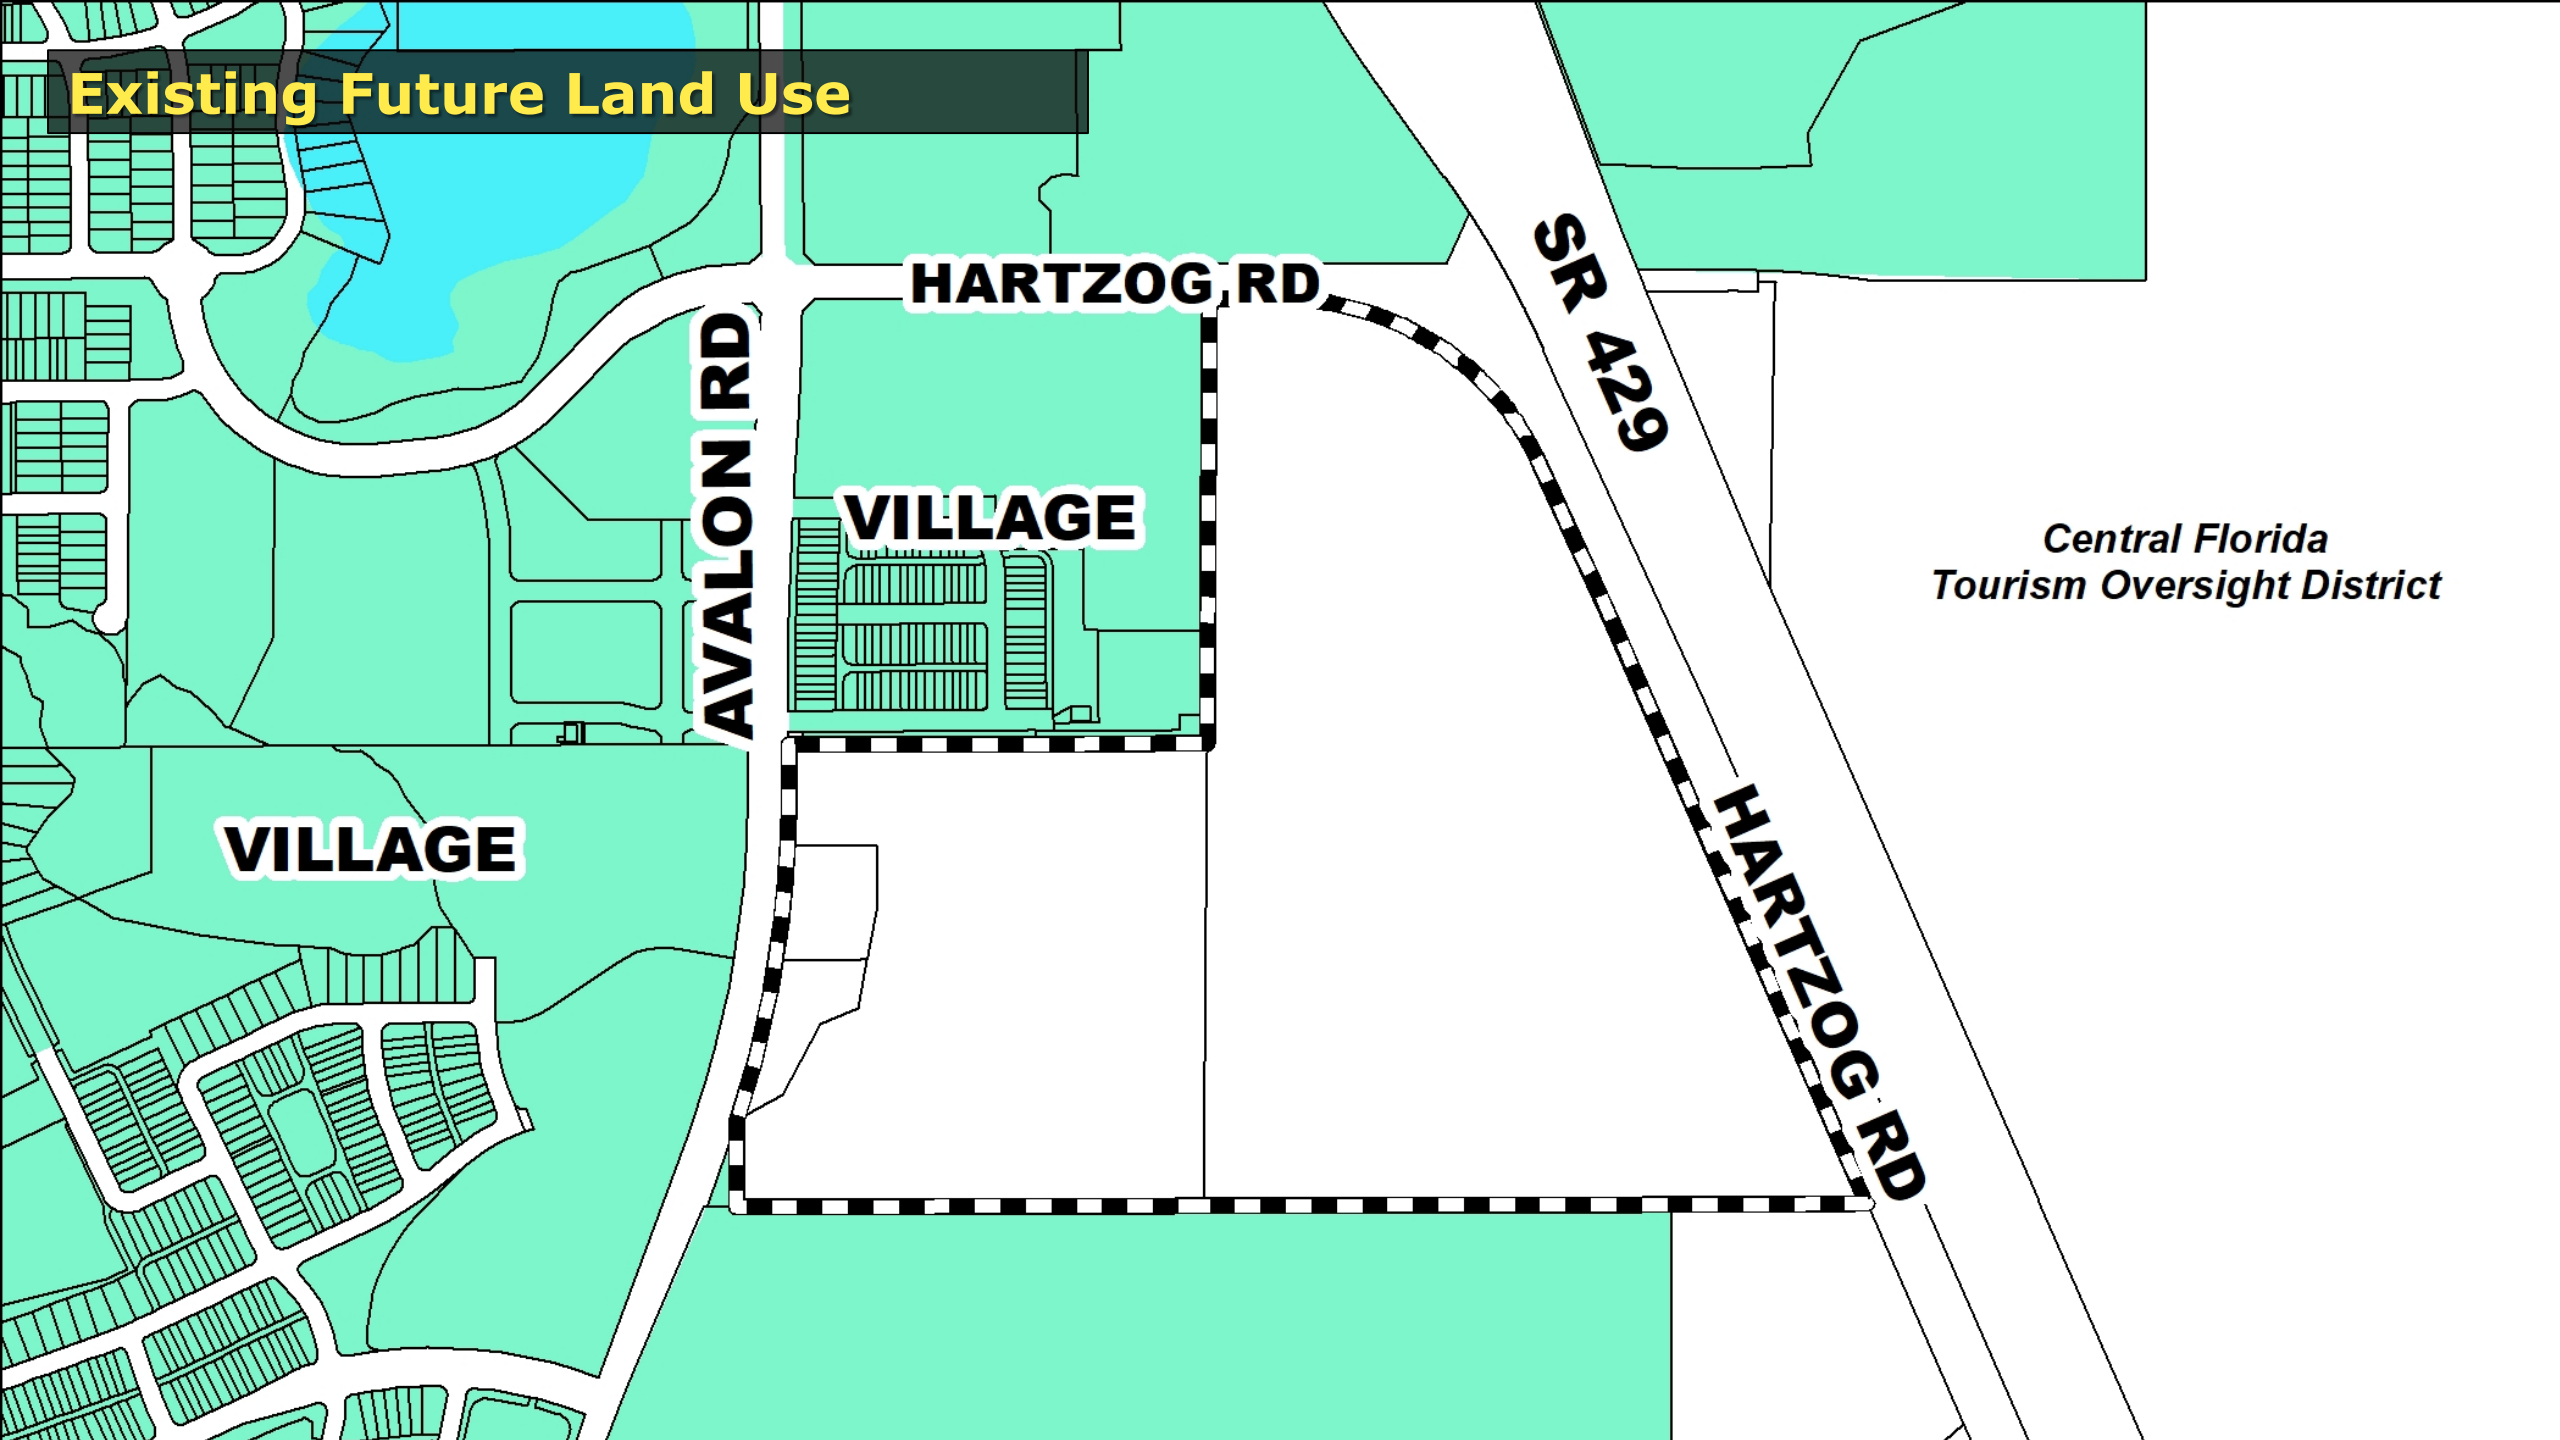 Existing Future Land Use
HARTZOG RD
SR 429
AVALON RD
VILLAGE
Central Florida
Tourism Oversight District
VILLAGE
HARTZOG RD